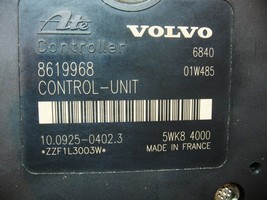 Ate VOLVO
Controller 6840
8619968 01W485
CONTROL-UNIT
10.0925-0402.3 5WK8 4000
*ZZF1L3003W* MADE IN FRANCE